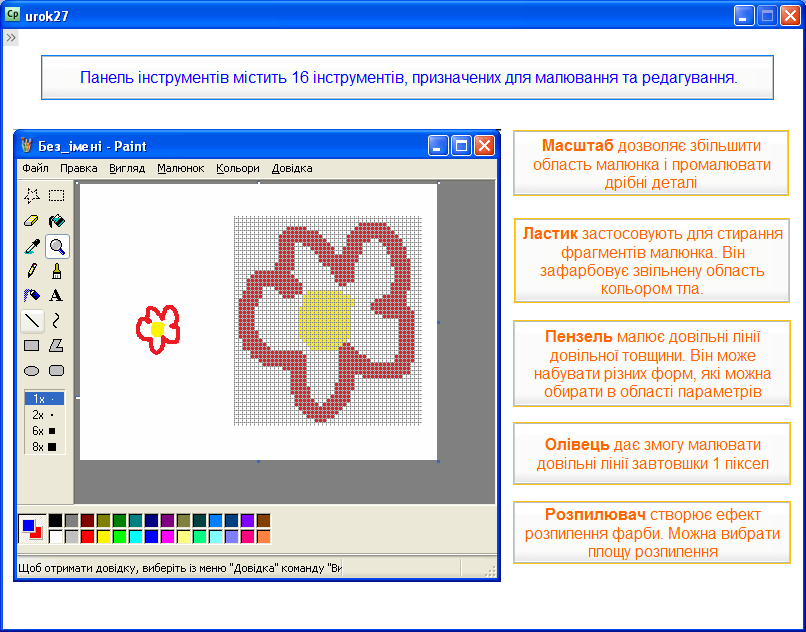 urok27
Панель інструментів містить 16 інструментів, призначених для малювання та редагування.
Без_імені - Paint
Файл Правка Вигляд Малюнок Кольори Довідка
A
1x
2x
6x
8x
Щоб отримати довідку, виберіть із меню "Довідка" команду "Ви
Масштаб дозволяє збільшити
область малюнка і промалювати
дрібні деталі
Ластик застосовують для стирання
фрагментів малюнка. Він
зафарбовує звільнену область
кольором тла.
Пензель малює довільні лінії
довільної товщини. Він може
набувати різних форм, які можна
обирати в області параметрів
Олівець дає змогу малювати
довільні лінії завтовшки 1 піксел
Розпилювач створює ефект
розпилення фарби. Можна вибрати
площу розпилення